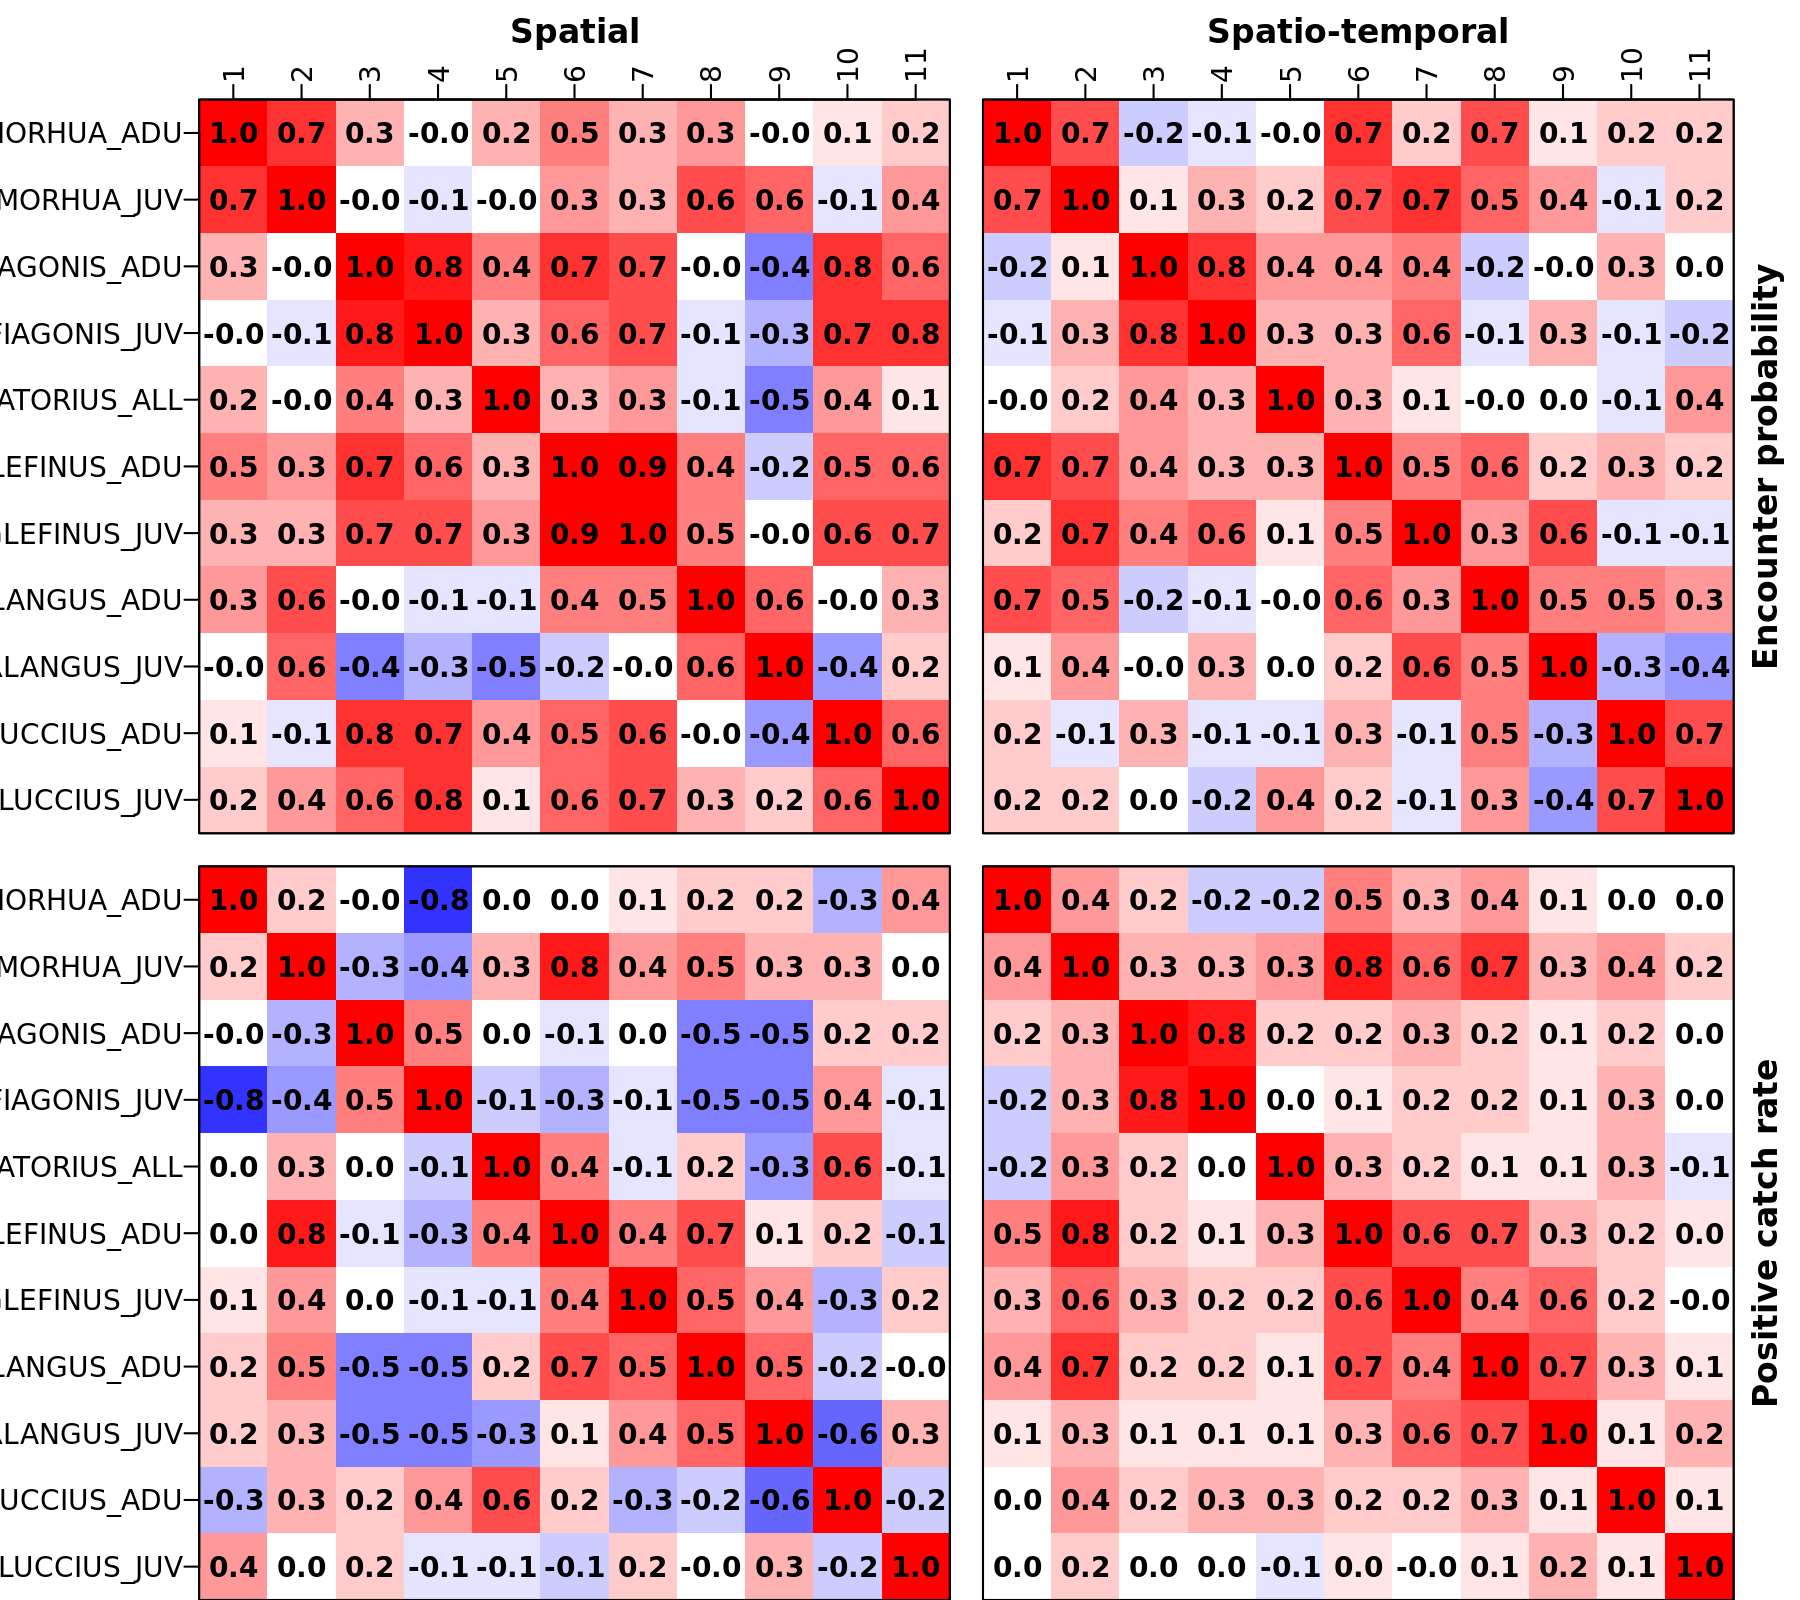 Spatial Spatio-temporal
1 2 3 4 5 6 7 8 9 10 11 1 2 3 4 5 6 7 8 9 10 11
MORHUA_ADU 1.0 0.7 0.3 -0.0 0.2 0.5 0.3 0.3 -0.0 0.1 0.2 1.0 0.7 -0.2 -0.1 -0.0 0.7 0.2 0.7 0.1 0.2 0.2
MORHUA_JUV 0.7 1.0 -0.0 -0.1 -0.0 0.3 0.3 0.6 0.6 -0.1 0.4 0.7 1.0 0.1 0.3 0.2 0.7 0.7 0.5 0.4 -0.1 0.2
AGONIS_ADU 0.3 -0.0 1.0 0.8 0.4 0.7 0.7 -0.0 -0.4 0.8 0.6 -0.2 0.1 1.0 0.8 0.4 0.4 0.4 -0.2 -0.0 0.3 0.0
FIAGONIS_JUV -0.0 -0.1 0.8 1.0 0.3 0.6 0.7 -0.1 -0.3 0.7 0.8 -0.1 0.3 0.8 1.0 0.3 0.3 0.6 -0.1 0.3 -0.1 -0.2
ATORIUS_ALL 0.2 -0.0 0.4 0.3 1.0 0.3 0.3 -0.1 -0.5 0.4 0.1 -0.0 0.2 0.4 0.3 1.0 0.3 0.1 -0.0 0.0 -0.1 0.4
LEFINUS_ADU 0.5 0.3 0.7 0.6 0.3 1.0 0.9 0.4 -0.2 0.5 0.6 0.7 0.7 0.4 0.3 0.3 1.0 0.5 0.6 0.2 0.3 0.2
GLEFINUS_JUV 0.3 0.3 0.7 0.7 0.3 0.9 1.0 0.5 -0.0 0.6 0.7 0.2 0.7 0.4 0.6 0.1 0.5 1.0 0.3 0.6 -0.1 -0.1
LANGUS_ADU 0.3 0.6 -0.0 -0.1 -0.1 0.4 0.5 1.0 0.6 -0.0 0.3 0.7 0.5 -0.2 -0.1 -0.0 0.6 0.3 1.0 0.5 0.5 0.3
LANGUS_JUV -0.0 0.6 -0.4 -0.3 -0.5 -0.2 -0.0 0.6 1.0 -0.4 0.2 0.1 0.4 -0.0 0.3 0.0 0.2 0.6 0.5 1.0 -0.3 -0.4
UCCIUS_ADU 0.1 -0.1 0.8 0.7 0.4 0.5 0.6 -0.0 -0.4 1.0 0.6 0.2 -0.1 0.3 -0.1 -0.1 0.3 -0.1 0.5 -0.3 1.0 0.7
LUCCIUS_JUV 0.2 0.4 0.6 0.8 0.1 0.6 0.7 0.3 0.2 0.6 1.0 0.2 0.2 0.0 -0.2 0.4 0.2 -0.1 0.3 -0.4 0.7 1.0
Encounter probability
MORHUA_ADU 1.0 0.2 -0.0 -0.8 0.0 0.0 0.1 0.2 0.2 -0.3 0.4 1.0 0.4 0.2 -0.2 -0.2 0.5 0.3 0.4 0.1 0.0 0.0
MORHUA_JUV 0.2 1.0 -0.3 -0.4 0.3 0.8 0.4 0.5 0.3 0.3 0.0 0.4 1.0 0.3 0.3 0.3 0.8 0.6 0.7 0.3 0.4 0.2
AGONIS_ADU -0.0 -0.3 1.0 0.5 0.0 -0.1 0.0 -0.5 -0.5 0.2 0.2 0.2 0.3 1.0 0.8 0.2 0.2 0.3 0.2 0.1 0.2 0.0
FIAGONIS_JUV -0.8 -0.4 0.5 1.0 -0.1 -0.3 -0.1 -0.5 -0.5 0.4 -0.1 -0.2 0.3 0.8 1.0 0.0 0.1 0.2 0.2 0.1 0.3 0.0
ATORIUS_ALL 0.0 0.3 0.0 -0.1 1.0 0.4 -0.1 0.2 -0.3 0.6 -0.1 -0.2 0.3 0.2 0.0 1.0 0.3 0.2 0.1 0.1 0.3 -0.1
LEFINUS_ADU 0.0 0.8 -0.1 -0.3 0.4 1.0 0.4 0.7 0.1 0.2 -0.1 0.5 0.8 0.2 0.1 0.3 1.0 0.6 0.7 0.3 0.2 0.0
GLEFINUS_JUV 0.1 0.4 0.0 -0.1 -0.1 0.4 1.0 0.5 0.4 -0.3 0.2 0.3 0.6 0.3 0.2 0.2 0.6 1.0 0.4 0.6 0.2 -0.0
LANGUS_ADU 0.2 0.5 -0.5 -0.5 0.2 0.7 0.5 1.0 0.5 -0.2 -0.0 0.4 0.7 0.2 0.2 0.1 0.7 0.4 1.0 0.7 0.3 0.1
LANGUS_JUV 0.2 0.3 -0.5 -0.5 -0.3 0.1 0.4 0.5 1.0 -0.6 0.3 0.1 0.3 0.1 0.1 0.1 0.3 0.6 0.7 1.0 0.1 0.2
UCCIUS_ADU -0.3 0.3 0.2 0.4 0.6 0.2 -0.3 -0.2 -0.6 1.0 -0.2 0.0 0.4 0.2 0.3 0.3 0.2 0.2 0.3 0.1 1.0 0.1
LUCCIUS_JUV 0.4 0.0 0.2 -0.1 -0.1 -0.1 0.2 -0.0 0.3 -0.2 1.0 0.0 0.2 0.0 0.0 -0.1 0.0 -0.0 0.1 0.2 0.1 1.0
Positive catch rate